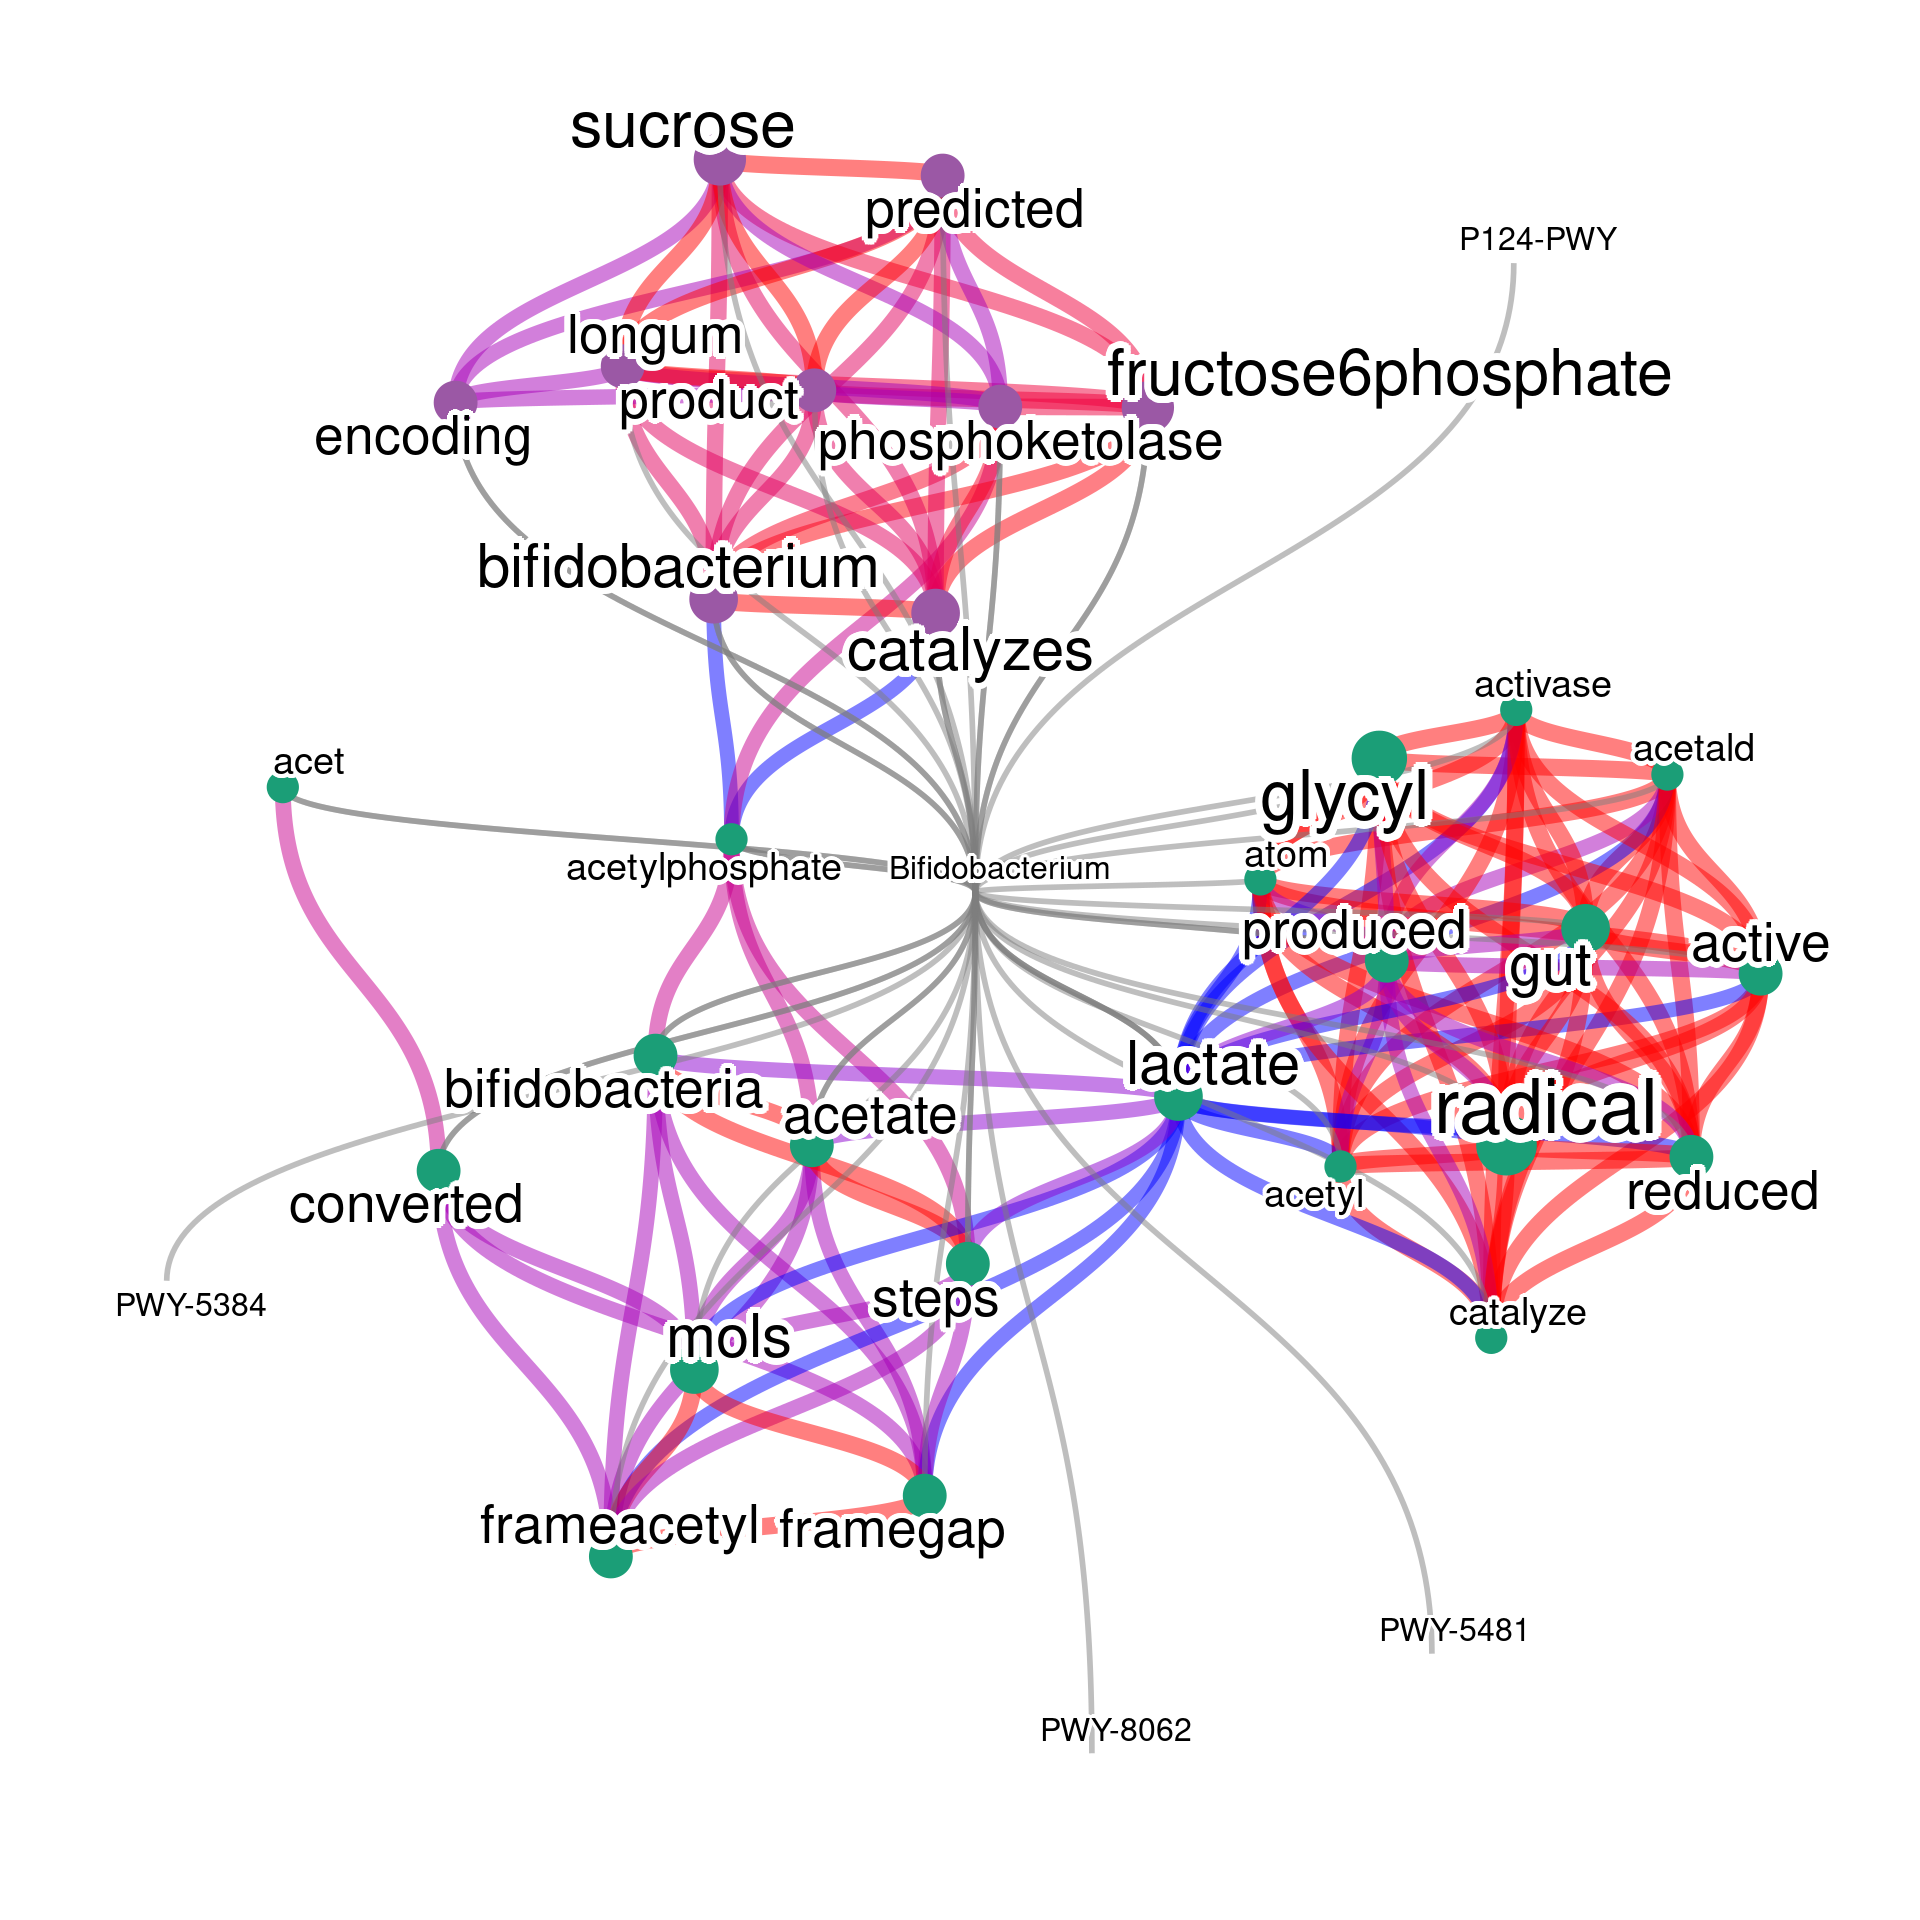 sucrose
predicted
P124-PWY
longum
fructose6phosphate
product
encoding
phosphoketolase
bifidobacterium
catalyzes
activase
acetald
acet
glycyl
atom
acetylphosphate
Bifidobacterium
produced
active
gut
lactate
bifidobacteria
acetate
radical
acetyl
reduced
converted
steps
PWY-5384
catalyze
mols
frameacetyl
framegap
PWY-5481
PWY-8062